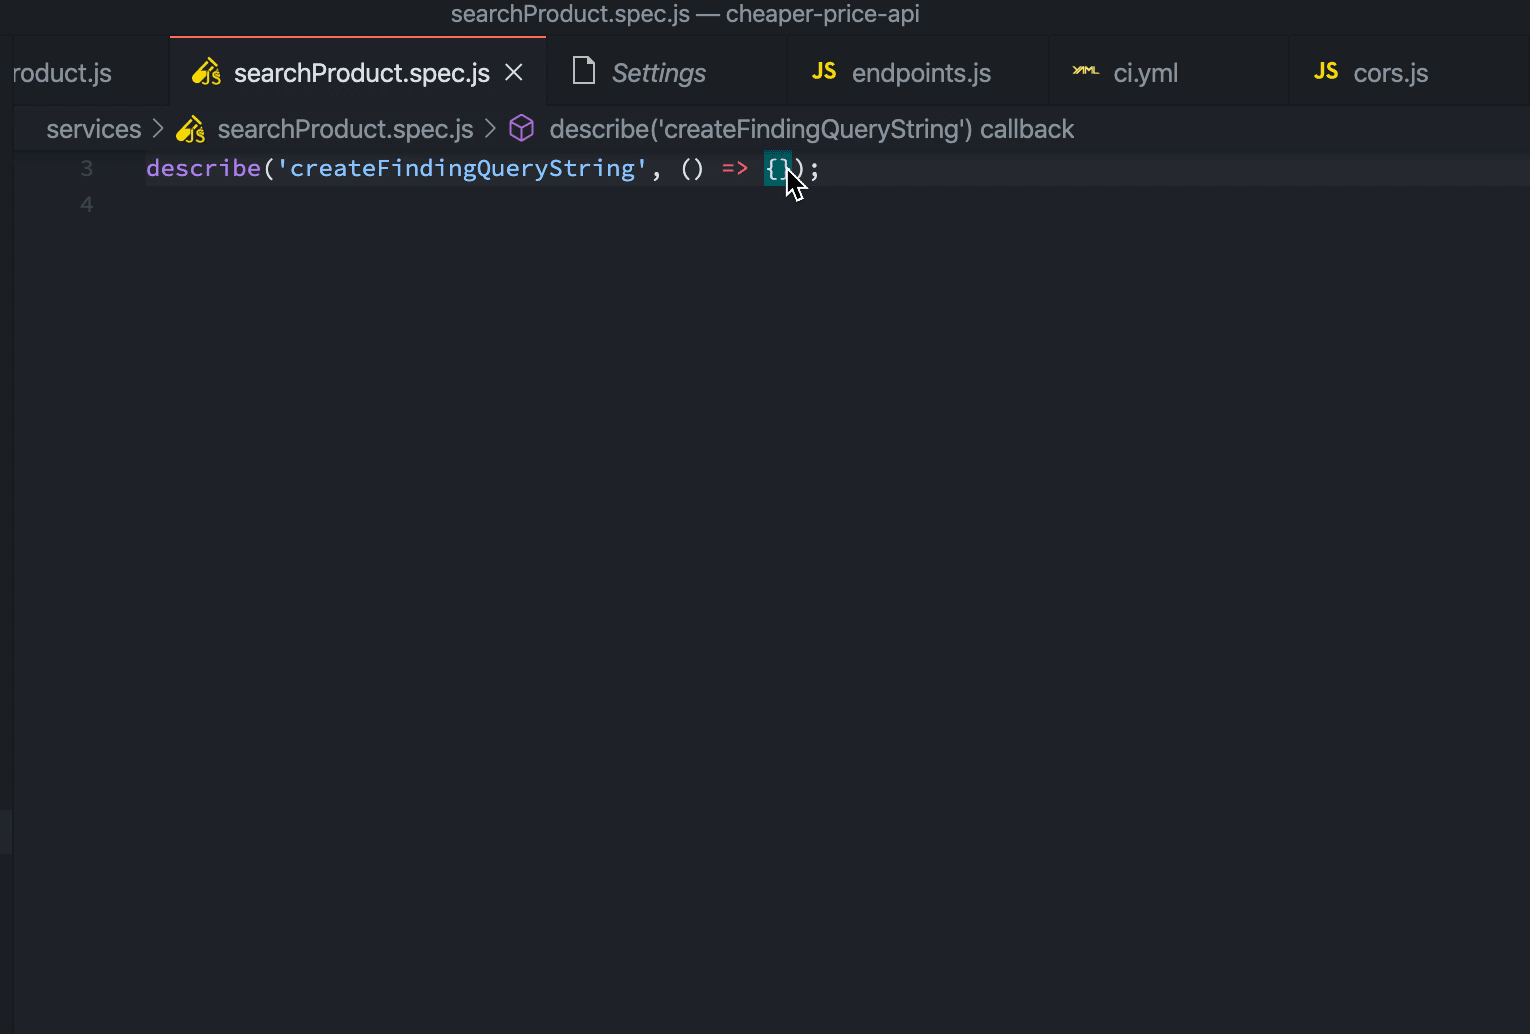 searchProduct.spec.js — cheaper-price-api
roduct.js searchProduct.spec.js Settings JS endpoints.js YAML ci.yml JS cors.js
services > searchProduct.spec.js > describe('createFindingQueryString') callback
3 describe('createFindingQueryString', () => {});
4